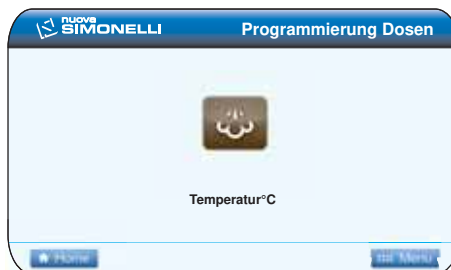 nuova
SIMONELLI
Programmierung Dosen
Temperatur°C
Home
Menu